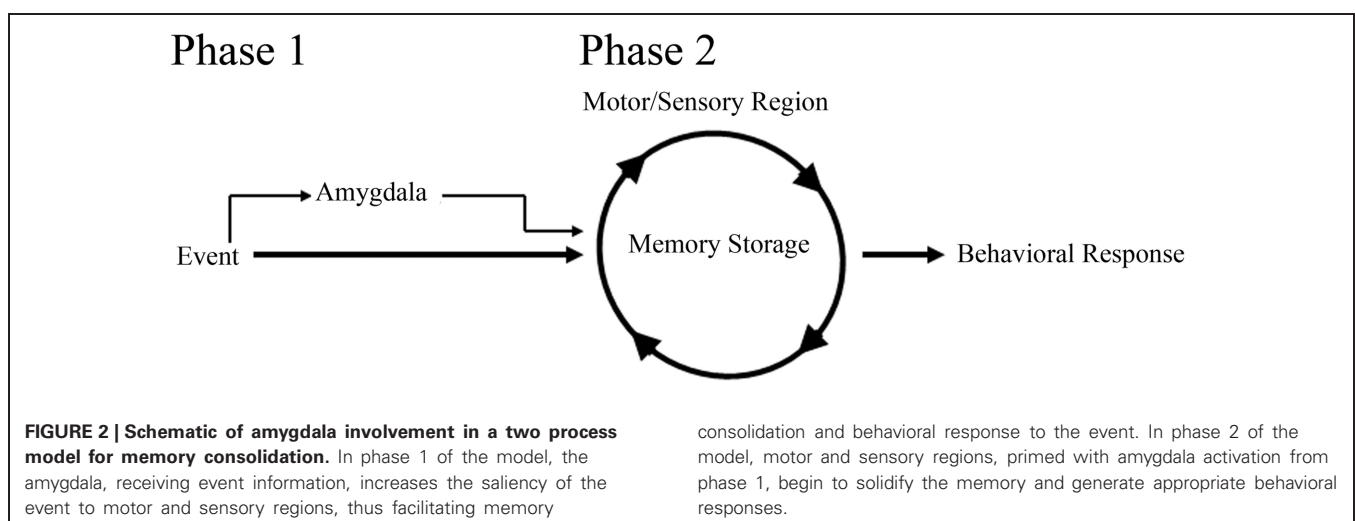 Phase 1
Phase 2
Motor/Sensory Region
Amygdala
Event
Memory Storage
Behavioral Response
FIGURE 2 | Schematic of amygdala involvement in a two process
model for memory consolidation. In phase 1 of the model, the
amygdala, receiving event information, increases the saliency of the
event to motor and sensory regions, thus facilitating memory
consolidation and behavioral response to the event. In phase 2 of the
model, motor and sensory regions, primed with amygdala activation from
phase 1, begin to solidify the memory and generate appropriate behavioral
responses.